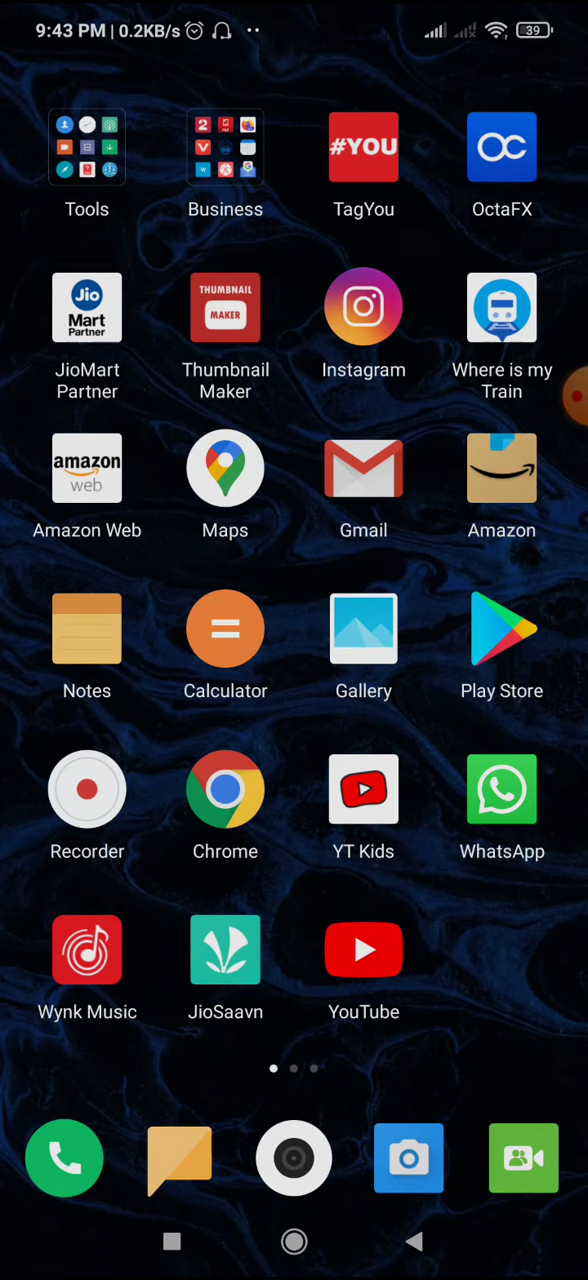 9:43 PM | 0.2KB/s
39
Tools
Business
#YOU
TagYou
OctaFX
Jio
Mart
Partner
JioMart
Partner
THUMBNAIL
MAKER
Thumbnail
Maker
Instagram
Where is my
Train
amazon
web
Amazon Web
Maps
Gmail
Amazon
Notes
Calculator
Gallery
Play Store
Recorder
Chrome
YT Kids
WhatsApp
Wynk Music
JioSaavn
YouTube